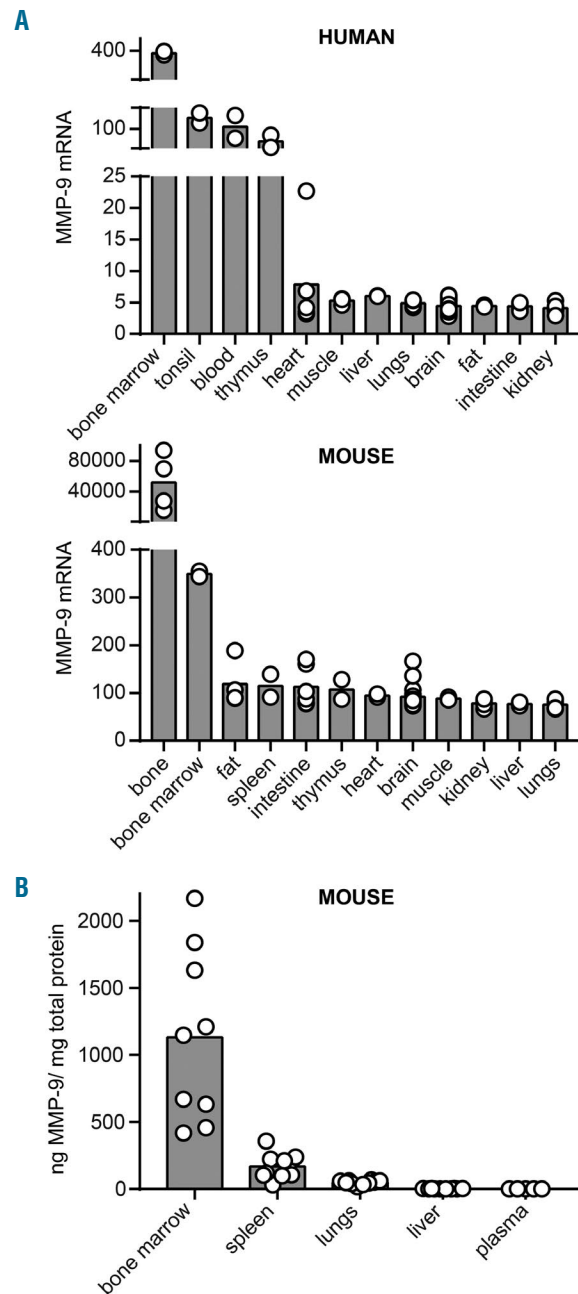 A
HUMAN
MMP-9 mRNA
400
100
25
20
15
10
5
0
bone marrow
tonsil
blood
thymus
heart
muscle
liver
lungs
brain
fat
intestine
kidney
MOUSE
MMP-9 mRNA
80000
40000
400
300
200
100
0
bone
bone marrow
fat
spleen
intestine
thymus
heart
brain
muscle
kidney
liver
lungs
B
MOUSE
ng MMP-9/ mg total protein
2000
1500
1000
500
0
bone marrow
spleen
lungs
liver
plasma